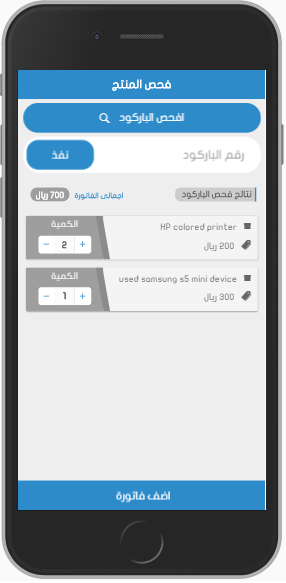 فحص المنتج
افحص الباركود
رقم الباركود
نفذ
نتائج فحص الباركود
اجمالى الفاتورة
700 ريال
HP colored printer
200 ريال
الكمية
− 2 +
used samsung s5 mini device
300 ريال
الكمية
− 1 +
اضف فاتورة